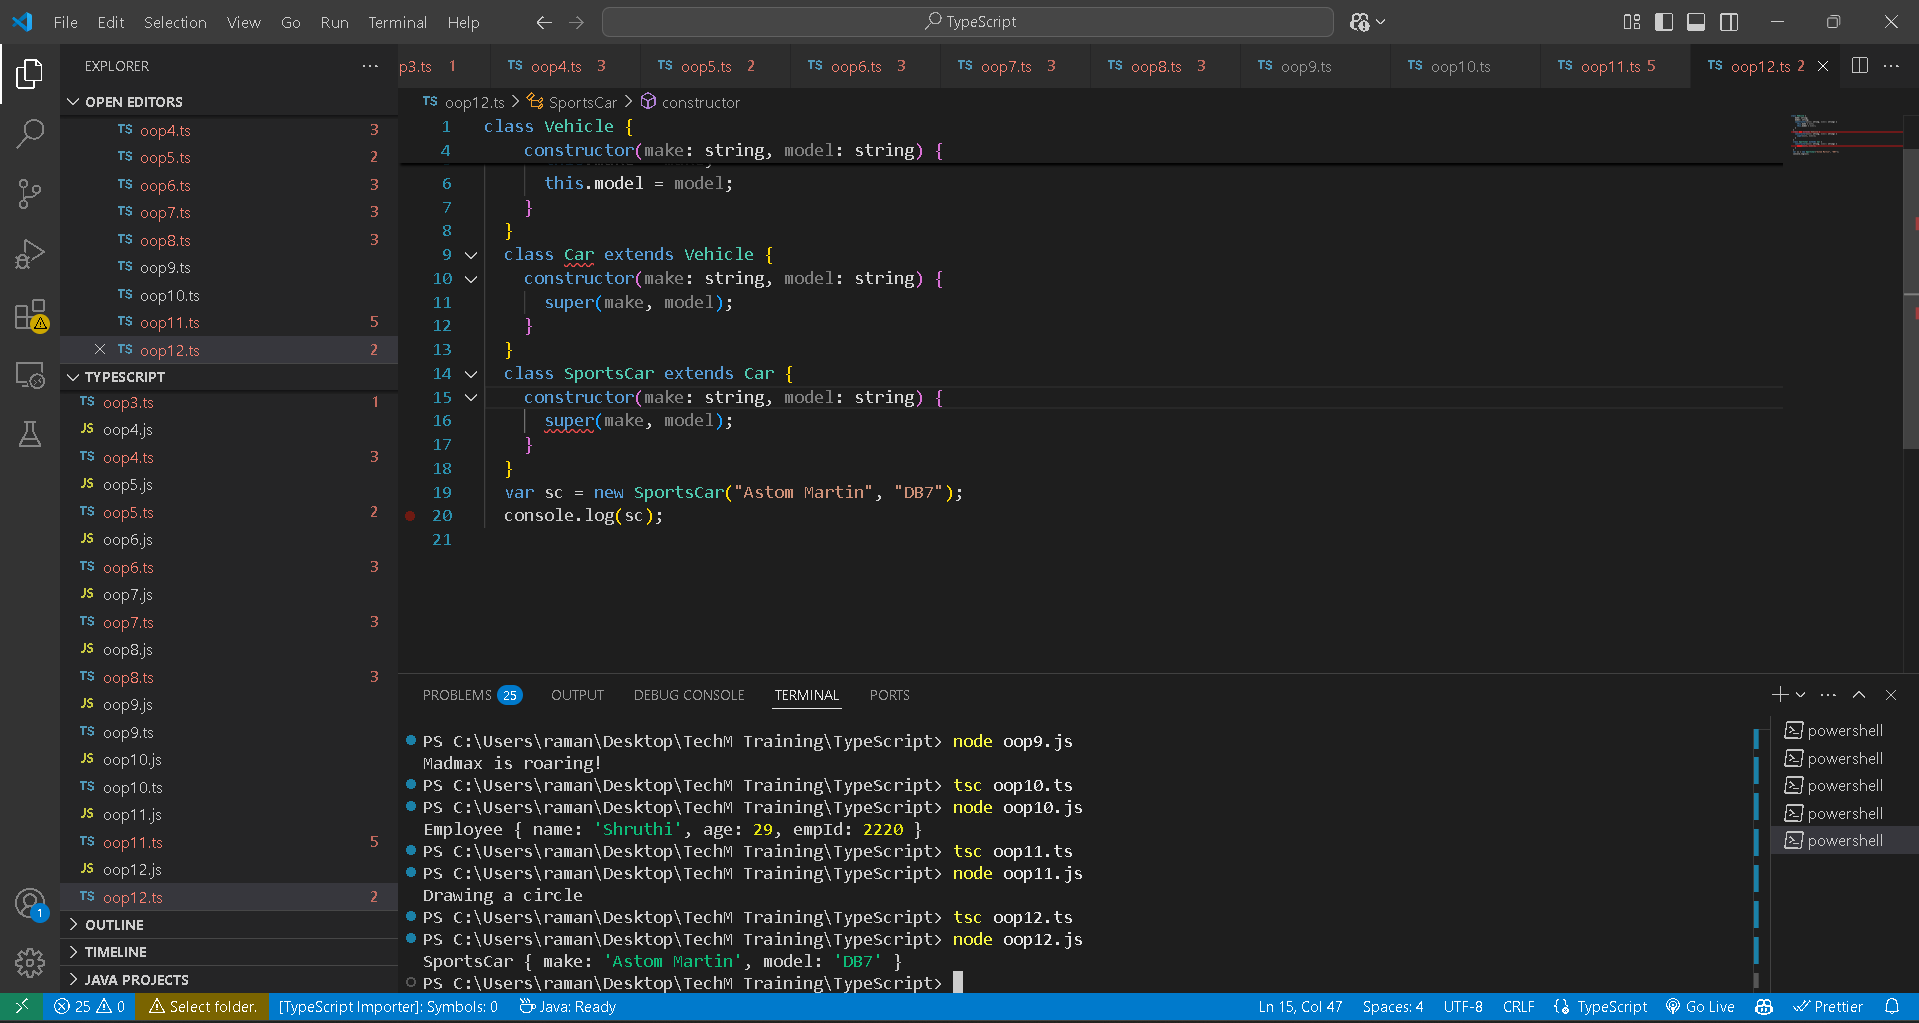 File Edit Selection View Go Run Terminal Help
TypeScript
EXPLORER
OPEN EDITORS
TS oop4.ts 3
TS oop5.ts 2
TS oop6.ts 3
TS oop7.ts 3
TS oop8.ts 3
TS oop9.ts
TS oop10.ts
TS oop11.ts 5
TS oop12.ts 2
TYPESCRIPT
TS oop3.ts 1
JS oop4.js
TS oop4.ts 3
JS oop5.js
TS oop5.ts 2
JS oop6.js
TS oop6.ts 3
JS oop7.js
TS oop7.ts 3
JS oop8.js
TS oop8.ts 3
JS oop9.js
TS oop9.ts
JS oop10.js
TS oop10.ts
JS oop11.js
TS oop11.ts 5
JS oop12.js
TS oop12.ts 2
OUTLINE
TIMELINE
JAVA PROJECTS
1
p3.ts 1 TS oop4.ts 3 TS oop5.ts 2 TS oop6.ts 3 TS oop7.ts 3 TS oop8.ts 3 TS oop9.ts TS oop10.ts TS oop11.ts 5 TS oop12.ts 2
TS oop12.ts > SportsCar > constructor
1 class Vehicle {
4 constructor(make: string, model: string) {
6 this.model = model;
7 }
8 }
9 class Car extends Vehicle {
10 constructor(make: string, model: string) {
11 super(make, model);
12 }
13 }
14 class SportsCar extends Car {
15 constructor(make: string, model: string) {
16 super(make, model);
17 }
18 }
19 var sc = new SportsCar("Astom Martin", "DB7");
20 console.log(sc);
21
PROBLEMS 25 OUTPUT DEBUG CONSOLE TERMINAL PORTS
PS C:\Users\raman\Desktop\TechM Training\TypeScript> node oop9.js
Madmax is roaring!
PS C:\Users\raman\Desktop\TechM Training\TypeScript> tsc oop10.ts
PS C:\Users\raman\Desktop\TechM Training\TypeScript> node oop10.js
Employee { name: 'Shruthi', age: 29, empId: 2220 }
PS C:\Users\raman\Desktop\TechM Training\TypeScript> tsc oop11.ts
PS C:\Users\raman\Desktop\TechM Training\TypeScript> node oop11.js
Drawing a circle
PS C:\Users\raman\Desktop\TechM Training\TypeScript> tsc oop12.ts
PS C:\Users\raman\Desktop\TechM Training\TypeScript> node oop12.js
SportsCar { make: 'Astom Martin', model: 'DB7' }
PS C:\Users\raman\Desktop\TechM Training\TypeScript>
powershell
powershell
powershell
powershell
powershell
25 0 Select folder. [TypeScript Importer]: Symbols: 0 Java: Ready Ln 15, Col 47 Spaces: 4 UTF-8 CRLF {} TypeScript Go Live Prettier